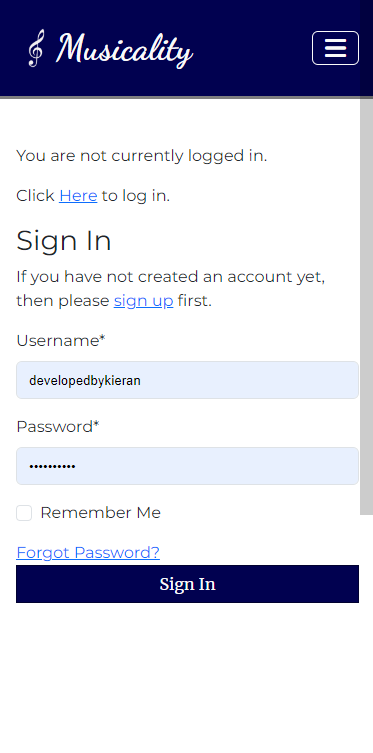 Musicality
You are not currently logged in.
Click Here to log in.
Sign In
If you have not created an account yet,
then please sign up first.
Username*
developedbykieran
Password*
••••••••••
Remember Me
Forgot Password?
Sign In